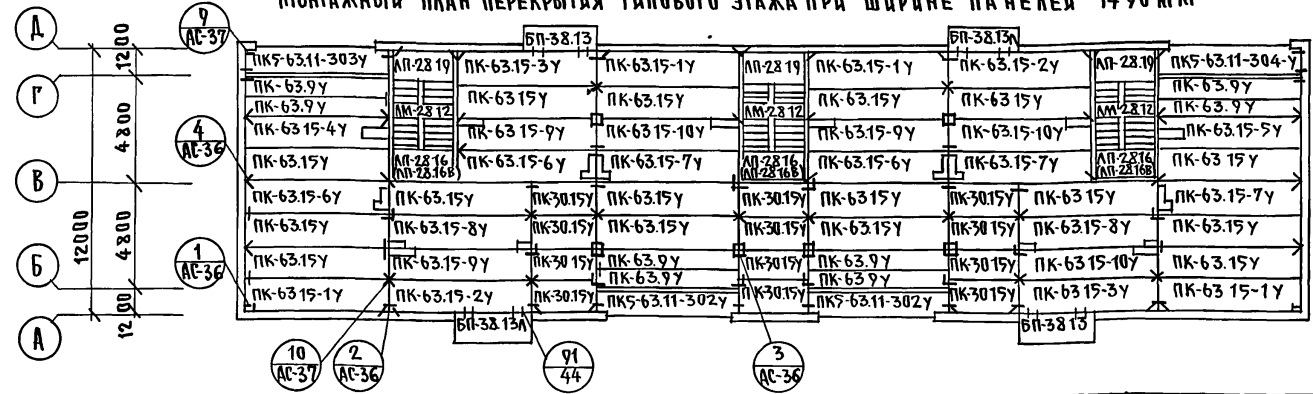 МОНТАЖНЫЙ ПЛАН ПЕРЕКРЫТИЯ ТИПОВОГО ЭТАЖА ПРИ ШИРИНЕ ПАНЕЛЕЙ 1490 ММ
Д
Г
В
Б
А
1200
4800
4800
1200
12000
9
АС-37
4
АС-36
1
АС-36
10
АС-37
2
АС-36
91
44
3
АС-36
БП-38.13
БП-38.13Л
ПК5-63.11-303У
ПК-63.9У
ПК-63.9У
ПК-63 15-4У
ПК-63.15У
ПК-63.15-6У
ПК-63.15У
ПК-63.15У
ПК-63 15-1У
ЛП-28 19
ЛМ-28 12
ЛП-28 16
(ЛП-28.16В)
ПК-63.15-3У
ПК-63 15У
ПК-63 15-9У
ПК-63.15-6У
ПК-63.15-1У
ПК-63.15У
ПК-63.15-10У
ПК-63.15-7У
ЛП-28 19
ЛМ-28 12
ЛП-28 16
(ЛП-28 16В)
ПК-63.15-1У
ПК-63 15У
ПК-63.15-9У
ПК-63.15-6У
ПК-63.15-2У
ПК-63 15У
ПК-63.15-10У
ПК-63.15-7У
ЛП-28.19
ЛМ-28 12
ЛП-28 16
(ЛП-28 16В)
ПК5-63.11-304-У
ПК-63.9У
ПК-63.9У
ПК-63 15-5У
ПК-63 15У
ПК-63.15-7У
ПК-63.15У
ПК-63.15У
ПК-63 15-1У
ПК-63.15У
ПК-63.15-8У
ПК-63.15-9У
ПК-63.15-2У
ПК-30.15У
ПК-30.15У
ПК-30 15У
ПК-30.15У
ПК-63.15У
ПК-63.15У
ПК-63.9У
ПК-63.9У
ПК5-63.11-302У
ПК-30.15У
ПК-30.15У
ПК-30 15У
ПК-30.15У
ПК-63.15У
ПК-63.15У
ПК-63.9У
ПК-63 9У
ПК5-63.11-302У
ПК-30.15У
ПК-30 15У
ПК-30 15У
ПК-30 15У
ПК-63.15У
ПК-63.15-8У
ПК-63 15-10У
ПК-63 15-3У
БП-38.13Л
БП-38 13